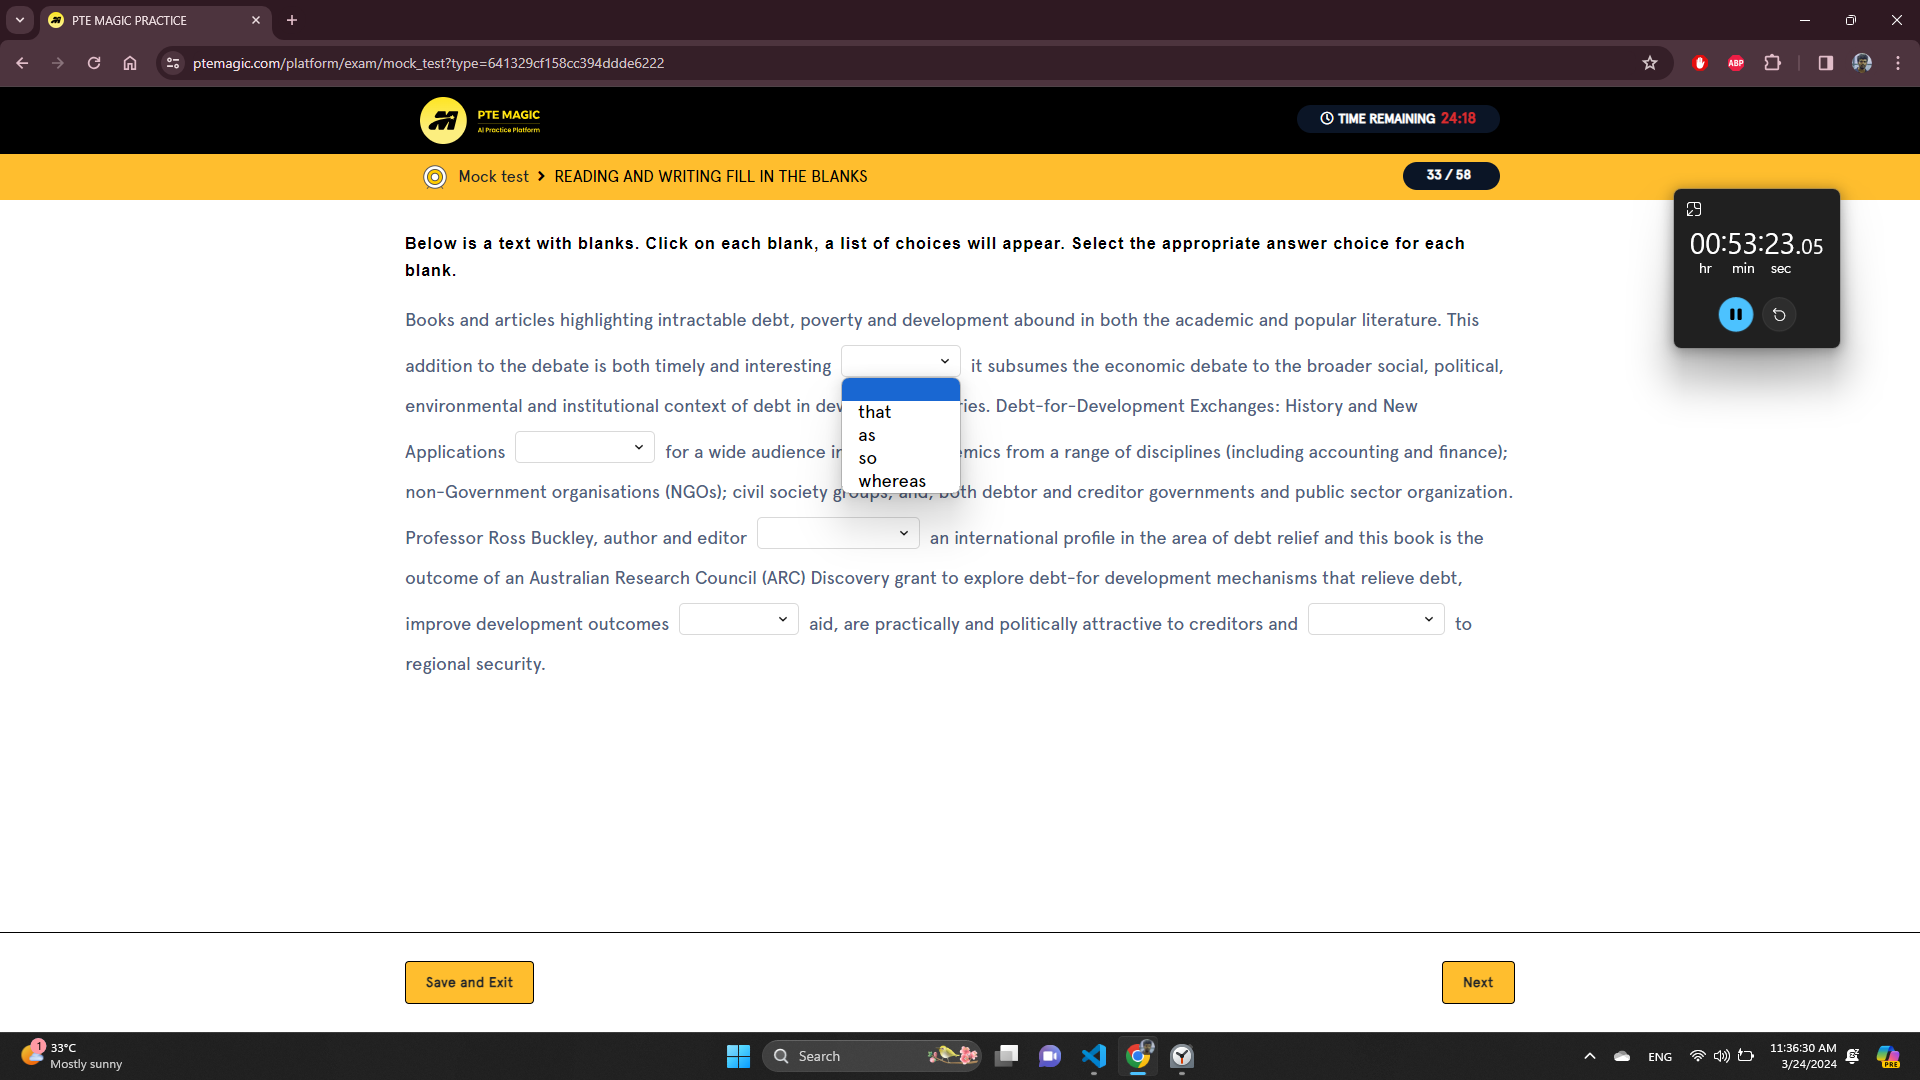 PTE MAGIC PRACTICE
ptemagic.com/platform/exam/mock_test?type=641329cf158cc394ddde6222
ABP
PTE MAGIC
AI Practice Platform
TIME REMAINING 24:18
Mock test > READING AND WRITING FILL IN THE BLANKS
33 / 58
00:53:23.05
hr min sec
Below is a text with blanks. Click on each blank, a list of choices will appear. Select the appropriate answer choice for each
blank.
Books and articles highlighting intractable debt, poverty and development abound in both the academic and popular literature. This
addition to the debate is both timely and interesting it subsumes the economic debate to the broader social, political,
environmental and institutional context of debt in dev ries. Debt-for-Development Exchanges: History and New
that
as
so
whereas
Applications for a wide audience in emics from a range of disciplines (including accounting and finance);
non-Government organisations (NGOs); civil society groups; and, both debtor and creditor governments and public sector organization.
Professor Ross Buckley, author and editor an international profile in the area of debt relief and this book is the
outcome of an Australian Research Council (ARC) Discovery grant to explore debt-for development mechanisms that relieve debt,
improve development outcomes aid, are practically and politically attractive to creditors and to
regional security.
Save and Exit
Next
1
33°C
Mostly sunny
Search
ENG
11:36:30 AM
3/24/2024
PRE